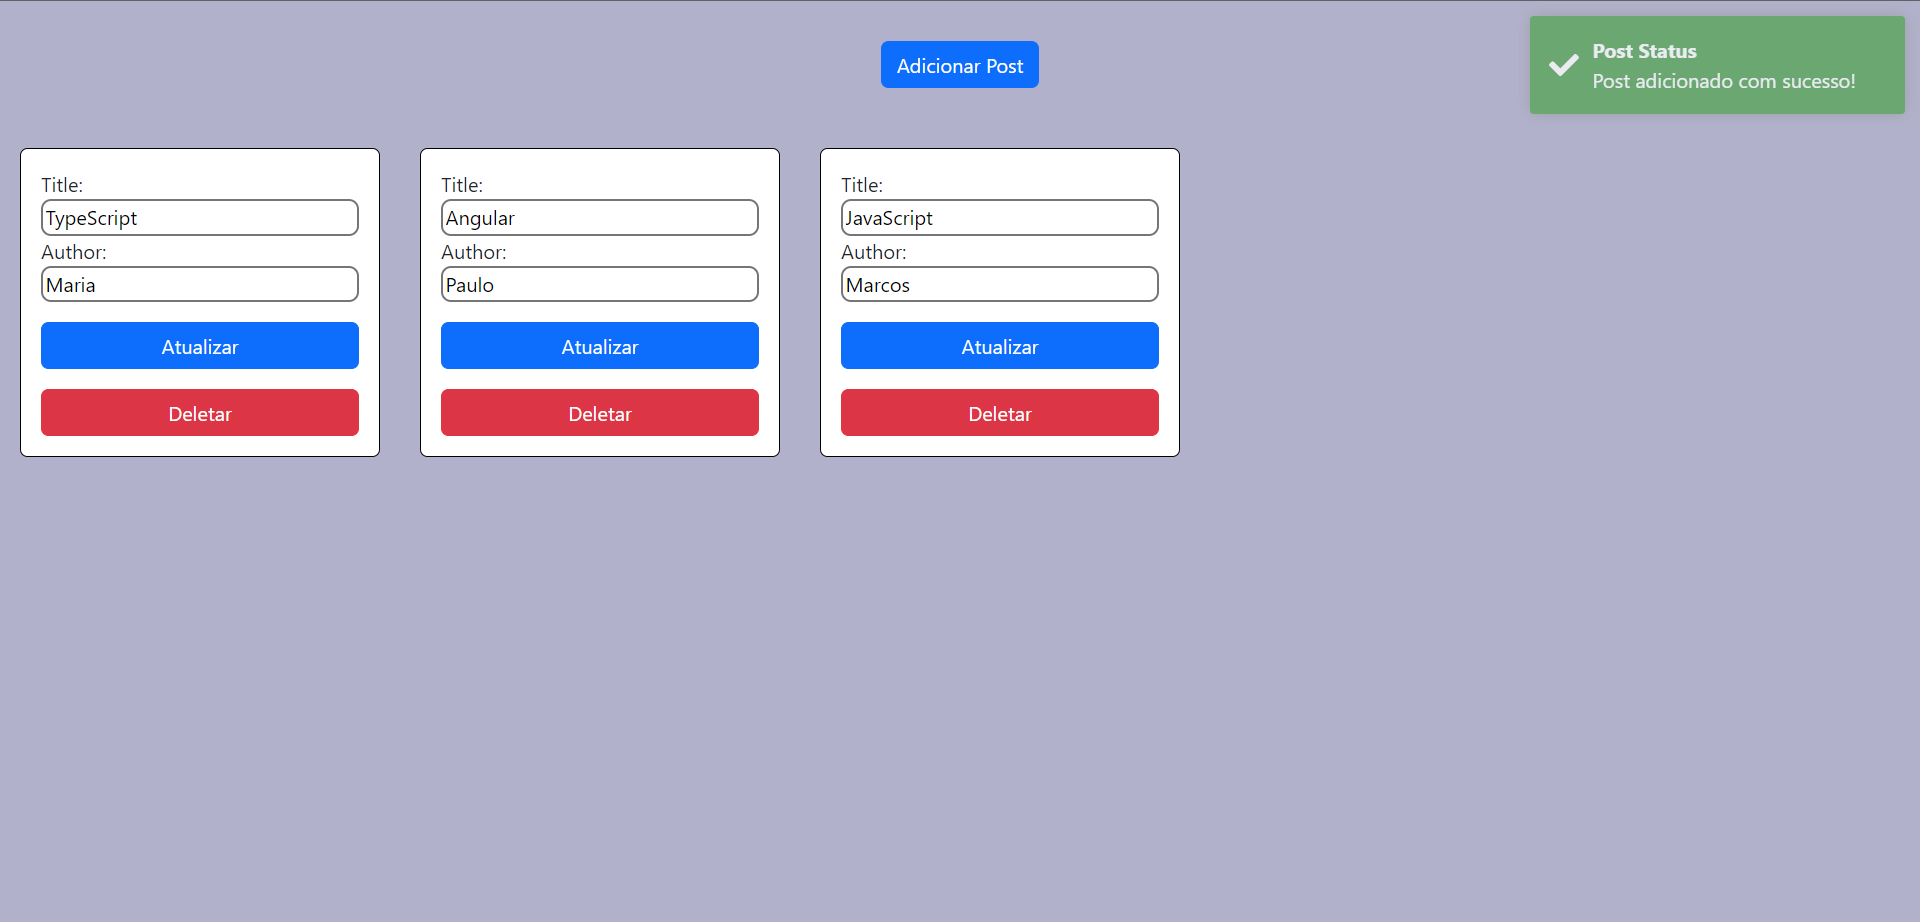 Adicionar Post
Post Status
Post adicionado com sucesso!
Title:
TypeScript
Author:
Maria
Atualizar
Deletar
Title:
Angular
Author:
Paulo
Atualizar
Deletar
Title:
JavaScript
Author:
Marcos
Atualizar
Deletar